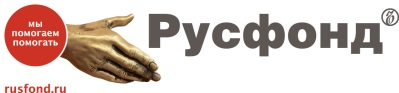 мы
помогаем
помогать
Русфонд
rusfond.ru